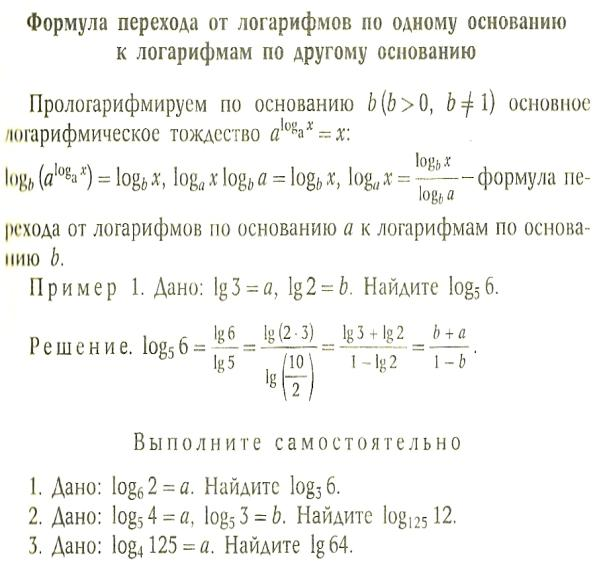 Формула перехода от логарифмов по одному основанию
к логарифмам по другому основанию
Прологарифмируем по основанию b (b > 0, b ≠ 1) основное
логарифмическое тождество a^(log_a x) = x:
log_b (a^(log_a x)) = log_b x, log_a x log_b a = log_b x, log_a x = (log_b x)/(log_b a) – формула пе-
рехода от логарифмов по основанию a к логарифмам по основа-
нию b.
Пример 1. Дано: lg 3 = a, lg 2 = b. Найдите log_5 6.
Решение. log_5 6 = (lg 6)/(lg 5) = (lg (2 · 3))/(lg (10/2)) = (lg 3 + lg 2)/(1 – lg 2) = (b + a)/(1 – b).
Выполните самостоятельно
1. Дано: log_6 2 = a. Найдите log_3 6.
2. Дано: log_5 4 = a, log_5 3 = b. Найдите log_125 12.
3. Дано: log_4 125 = a. Найдите lg 64.